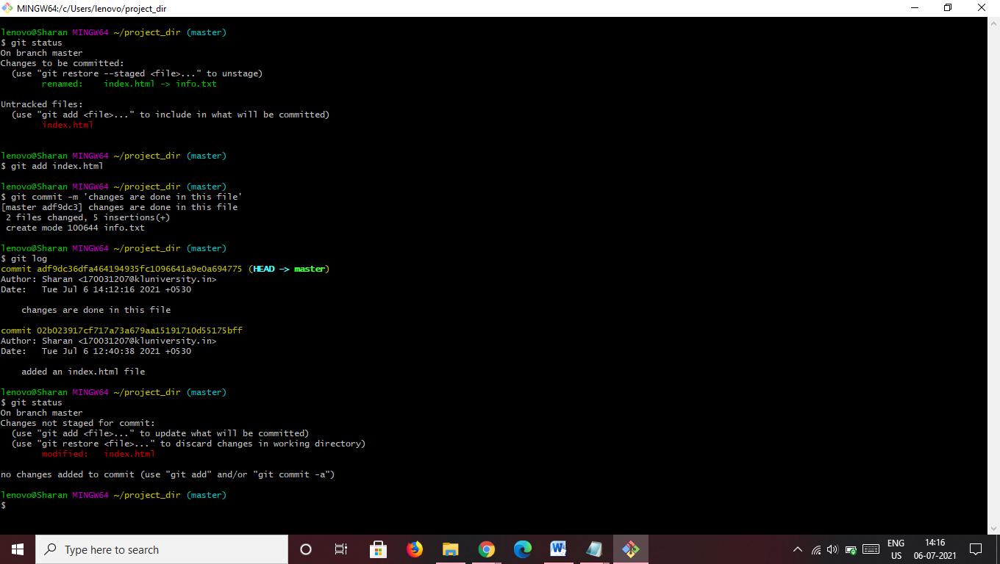 MINGW64:/c/Users/lenovo/project_dir
lenovo@Sharan MINGW64 ~/project_dir (master)
$ git status
On branch master
Changes to be committed:
  (use "git restore --staged <file>..." to unstage)
        renamed:    index.html -> info.txt
Untracked files:
  (use "git add <file>..." to include in what will be committed)
        index.html
lenovo@Sharan MINGW64 ~/project_dir (master)
$ git add index.html
lenovo@Sharan MINGW64 ~/project_dir (master)
$ git commit -m 'changes are done in this file'
[master adf9dc3] changes are done in this file
 2 files changed, 5 insertions(+)
 create mode 100644 info.txt
lenovo@Sharan MINGW64 ~/project_dir (master)
$ git log
commit adf9dc36dfa464194935fc1096641a9e0a694775 (HEAD -> master)
Author: Sharan <170031207@kluniversity.in>
Date:   Tue Jul 6 14:12:16 2021 +0530
    changes are done in this file
commit 02b023917cf717a73a679aa15191710d55175bff
Author: Sharan <170031207@kluniversity.in>
Date:   Tue Jul 6 12:40:38 2021 +0530
    added an index.html file
lenovo@Sharan MINGW64 ~/project_dir (master)
$ git status
On branch master
Changes not staged for commit:
  (use "git add <file>..." to update what will be committed)
  (use "git restore <file>..." to discard changes in working directory)
        modified:   index.html
no changes added to commit (use "git add" and/or "git commit -a")
lenovo@Sharan MINGW64 ~/project_dir (master)
$
Type here to search
W
ENG
US
14:16
06-07-2021